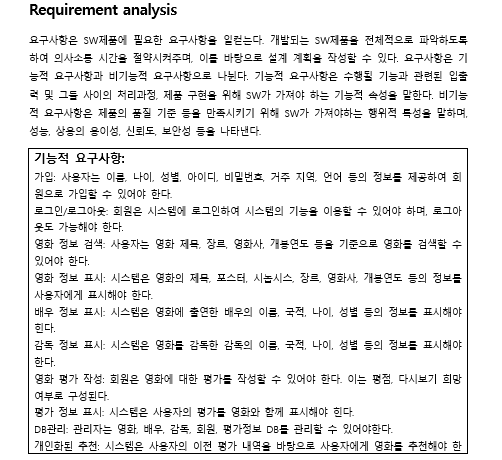 Requirement analysis
요구사항은 SW제품에 필요한 요구사항을 일컫는다. 개발되는 SW제품을 전체적으로 파악하도록
하여 의사소통 시간을 절약시켜주며, 이를 바탕으로 설계 계획을 작성할 수 있다. 요구사항은 기
능적 요구사항과 비기능적 요구사항으로 나뉜다. 기능적 요구사항은 수행될 기능과 관련된 입출
력 및 그들 사이의 처리과정, 제품 구현을 위해 SW가 가져야 하는 기능적 속성을 말한다. 비기능
적 요구사항은 제품의 품질 기준 등을 만족시키기 위해 SW가 가져야하는 행위적 특성을 말하며,
성능, 상용의 용이성, 신뢰도, 보안성 등을 나타낸다.
기능적 요구사항:
가입: 사용자는 이름, 나이, 성별, 아이디, 비밀번호, 거주 지역, 언어 등의 정보를 제공하여 회
원으로 가입할 수 있어야 한다.
로그인/로그아웃: 회원은 시스템에 로그인하여 시스템의 기능을 이용할 수 있어야 하며, 로그아
웃도 가능해야 한다.
영화 정보 검색: 사용자는 영화 제목, 장르, 영화사, 개봉연도 등을 기준으로 영화를 검색할 수
있어야 한다.
영화 정보 표시: 시스템은 영화의 제목, 포스터, 시놉시스, 장르, 영화사, 개봉연도 등의 정보를
사용자에게 표시해야 한다.
배우 정보 표시: 시스템은 영화에 출연한 배우의 이름, 국적, 나이, 성별 등의 정보를 표시해야
한다.
감독 정보 표시: 시스템은 영화를 감독한 감독의 이름, 국적, 나이, 성별 등의 정보를 표시해야
한다.
영화 평가 작성: 회원은 영화에 대한 평가를 작성할 수 있어야 한다. 이는 평점, 다시보기 희망
여부로 구성된다.
평가 정보 표시: 시스템은 사용자의 평가를 영화와 함께 표시해야 한다.
DB관리: 관리자는 영화, 배우, 감독, 회원, 평가정보 DB를 관리할 수 있어야한다.
개인화된 추천: 시스템은 사용자의 이전 평가 내역을 바탕으로 사용자에게 영화를 추천해야 한